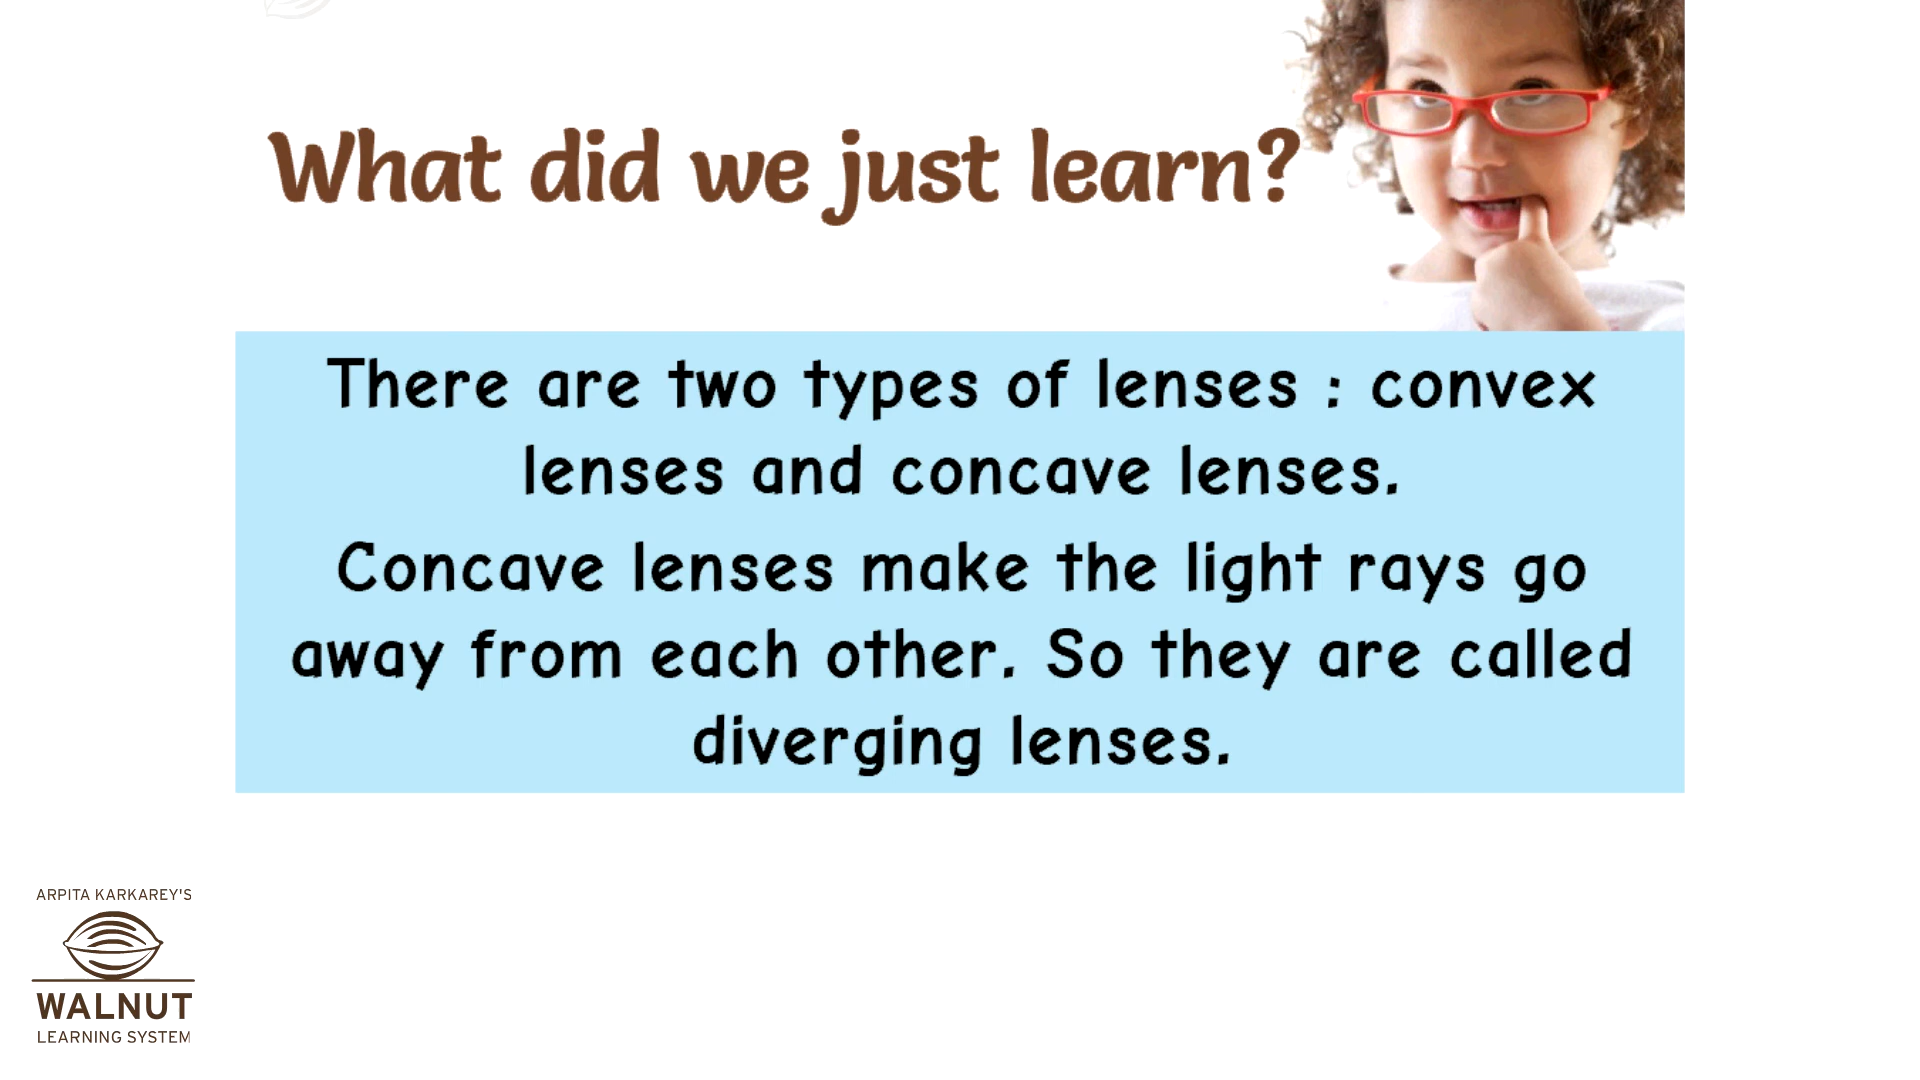 What did we just learn?
There are two types of lenses : convex
lenses and concave lenses.
Concave lenses make the light rays go
away from each other. So they are called
diverging lenses.
ARPITA KARKAREY'S
WALNUT
LEARNING SYSTEM